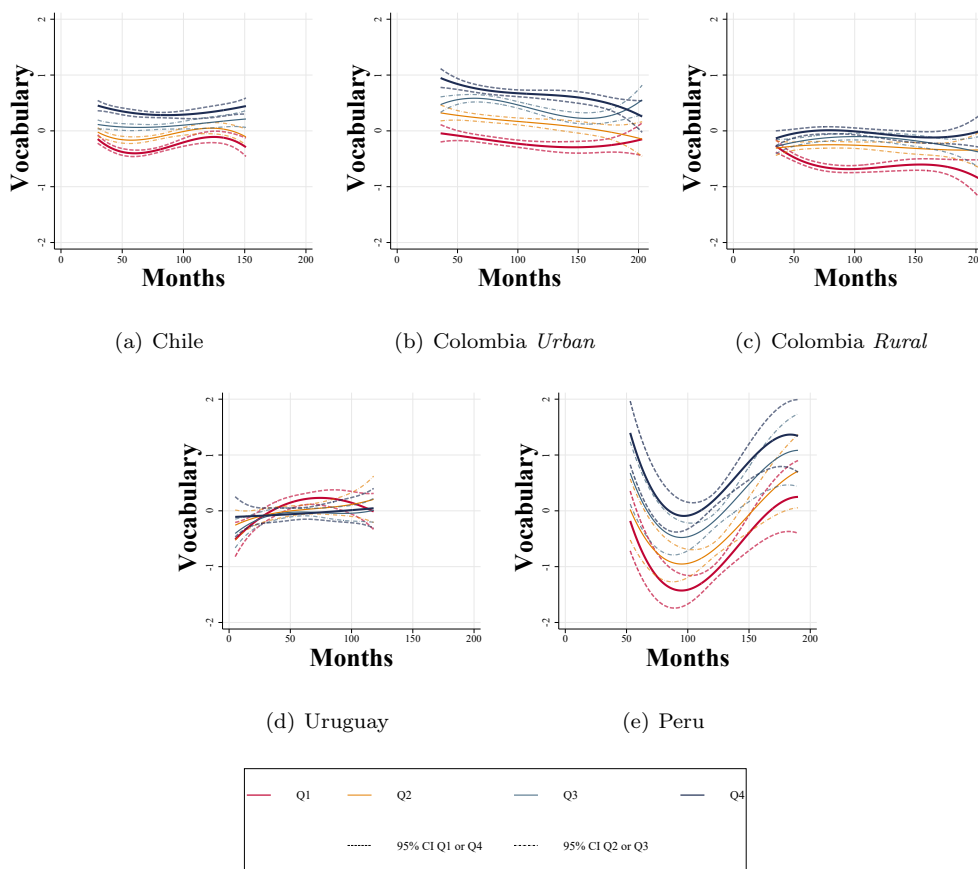 2
1
0
-1
-2
Vocabulary
0 50 100 150 200
Months
(a) Chile
2
1
0
-1
-2
Vocabulary
0 50 100 150 200
Months
(b) Colombia Urban
2
1
0
-1
-2
Vocabulary
0 50 100 150 200
Months
(c) Colombia Rural
2
1
0
-1
-2
Vocabulary
0 50 100 150 200
Months
(d) Uruguay
2
1
0
-1
-2
Vocabulary
0 50 100 150 200
Months
(e) Peru
Q1 Q2 Q3 Q4
95% CI Q1 or Q4 95% CI Q2 or Q3